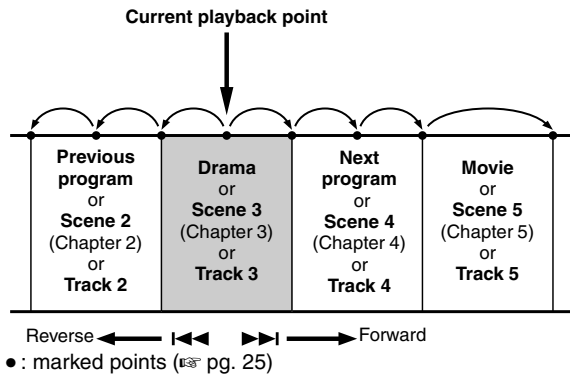 Current playback point
Previous
program
or
Scene 2
(Chapter 2)
or
Track 2
Drama
or
Scene 3
(Chapter 3)
or
Track 3
Next
program
or
Scene 4
(Chapter 4)
or
Track 4
Movie
or
Scene 5
(Chapter 5)
or
Track 5
Reverse
Forward
● : marked points (☞ pg. 25)